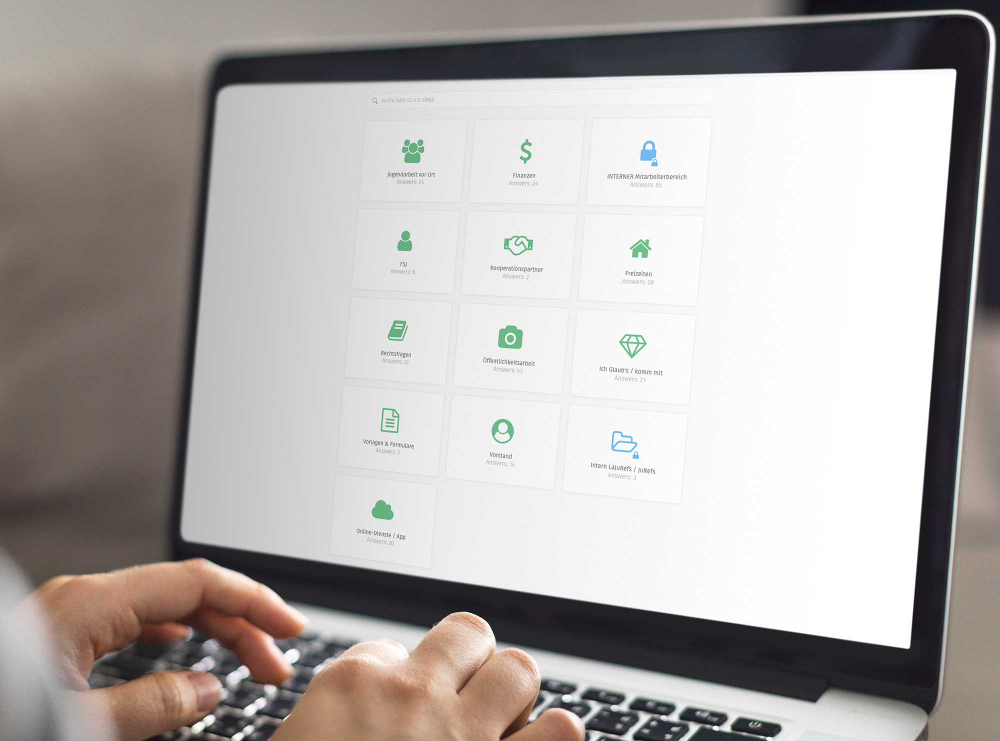 Suche SWD-EC e.V. ERNA
Jugendarbeit vor Ort
Answers: 34
Finanzen
Answers: 24
INTERNER Mitarbeiterbereich
Answers: 85
FSJ
Answers: 8
Kooperationspartner
Answers: 2
Freizeiten
Answers: 28
Rechtsfragen
Answers: 27
Öffentlichkeitsarbeit
Answers: 43
Ich Glaub's / komm mit
Answers: 21
Vorlagen & Formulare
Answers: 5
Vorstand
Answers: 14
Intern LaJuRefs / JuRefs
Answers: 3
Online-Dienste / App
Answers: 20